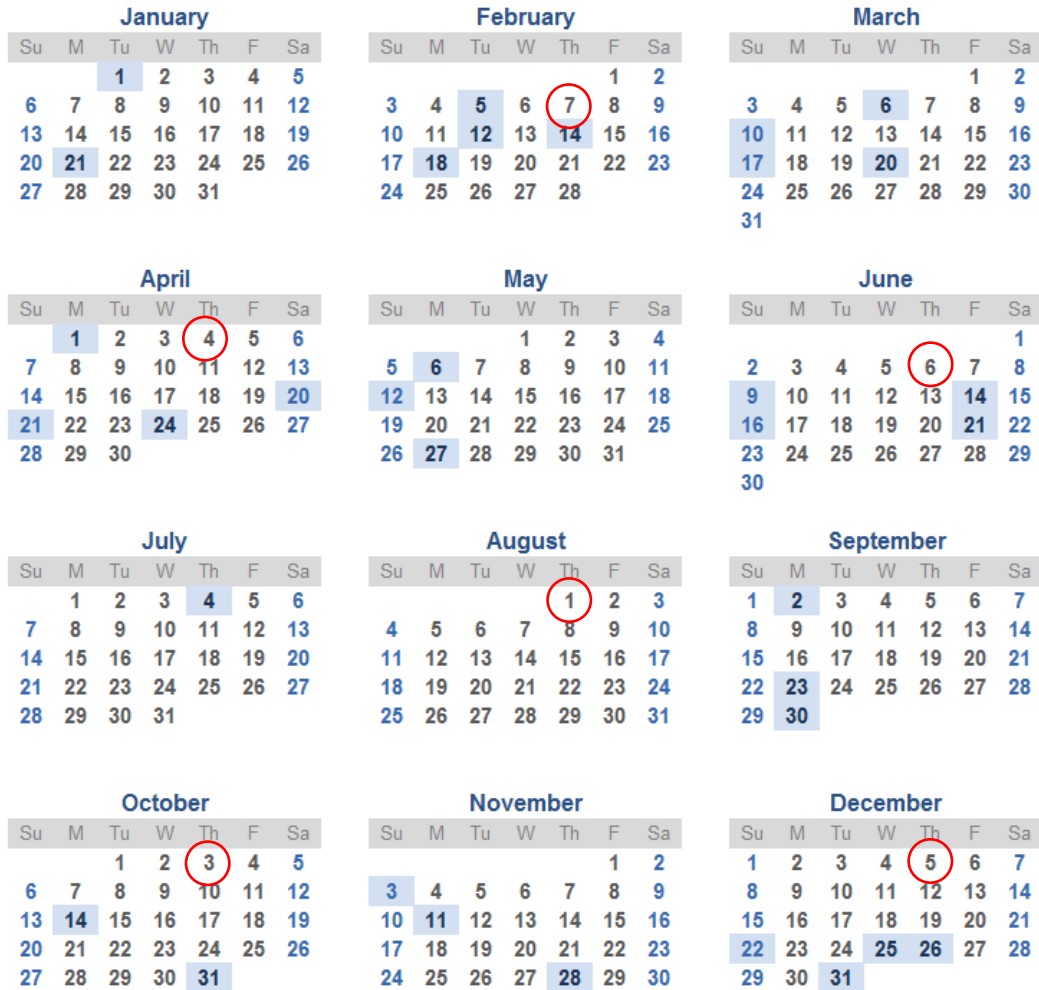 January
Su M Tu W Th F Sa
1 2 3 4 5
6 7 8 9 10 11 12
13 14 15 16 17 18 19
20 21 22 23 24 25 26
27 28 29 30 31
February
Su M Tu W Th F Sa
1 2
3 4 5 6 7 8 9
10 11 12 13 14 15 16
17 18 19 20 21 22 23
24 25 26 27 28
March
Su M Tu W Th F Sa
1 2
3 4 5 6 7 8 9
10 11 12 13 14 15 16
17 18 19 20 21 22 23
24 25 26 27 28 29 30
31
April
Su M Tu W Th F Sa
1 2 3 4 5 6
7 8 9 10 11 12 13
14 15 16 17 18 19 20
21 22 23 24 25 26 27
28 29 30
May
Su M Tu W Th F Sa
1 2 3 4
5 6 7 8 9 10 11
12 13 14 15 16 17 18
19 20 21 22 23 24 25
26 27 28 29 30 31
June
Su M Tu W Th F Sa
1
2 3 4 5 6 7 8
9 10 11 12 13 14 15
16 17 18 19 20 21 22
23 24 25 26 27 28 29
30
July
Su M Tu W Th F Sa
1 2 3 4 5 6
7 8 9 10 11 12 13
14 15 16 17 18 19 20
21 22 23 24 25 26 27
28 29 30 31
August
Su M Tu W Th F Sa
1 2 3
4 5 6 7 8 9 10
11 12 13 14 15 16 17
18 19 20 21 22 23 24
25 26 27 28 29 30 31
September
Su M Tu W Th F Sa
1 2 3 4 5 6 7
8 9 10 11 12 13 14
15 16 17 18 19 20 21
22 23 24 25 26 27 28
29 30
October
Su M Tu W Th F Sa
1 2 3 4 5
6 7 8 9 10 11 12
13 14 15 16 17 18 19
20 21 22 23 24 25 26
27 28 29 30 31
November
Su M Tu W Th F Sa
1 2
3 4 5 6 7 8 9
10 11 12 13 14 15 16
17 18 19 20 21 22 23
24 25 26 27 28 29 30
December
Su M Tu W Th F Sa
1 2 3 4 5 6 7
8 9 10 11 12 13 14
15 16 17 18 19 20 21
22 23 24 25 26 27 28
29 30 31